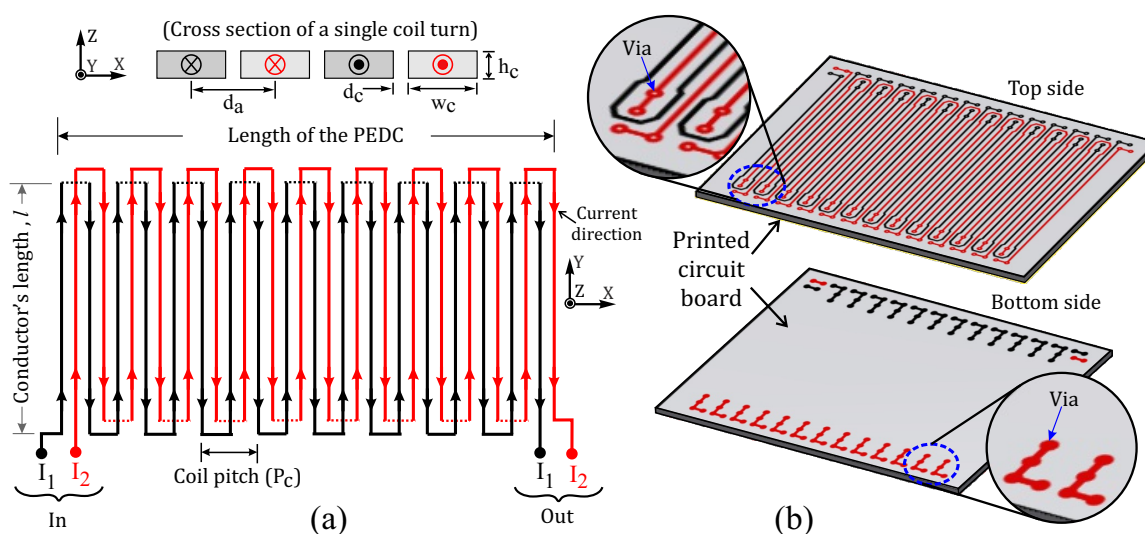 (Cross section of a single coil turn)
Z
Y
X
h_c
d_a
d_c
w_c
Length of the PEDC
Conductor's length , l
Current
direction
Y
Z
X
I_1
I_2
Coil pitch (P_C)
I_1
I_2
In
(a)
Out
Via
Top side
Printed
circuit
board
Bottom side
Via
(b)